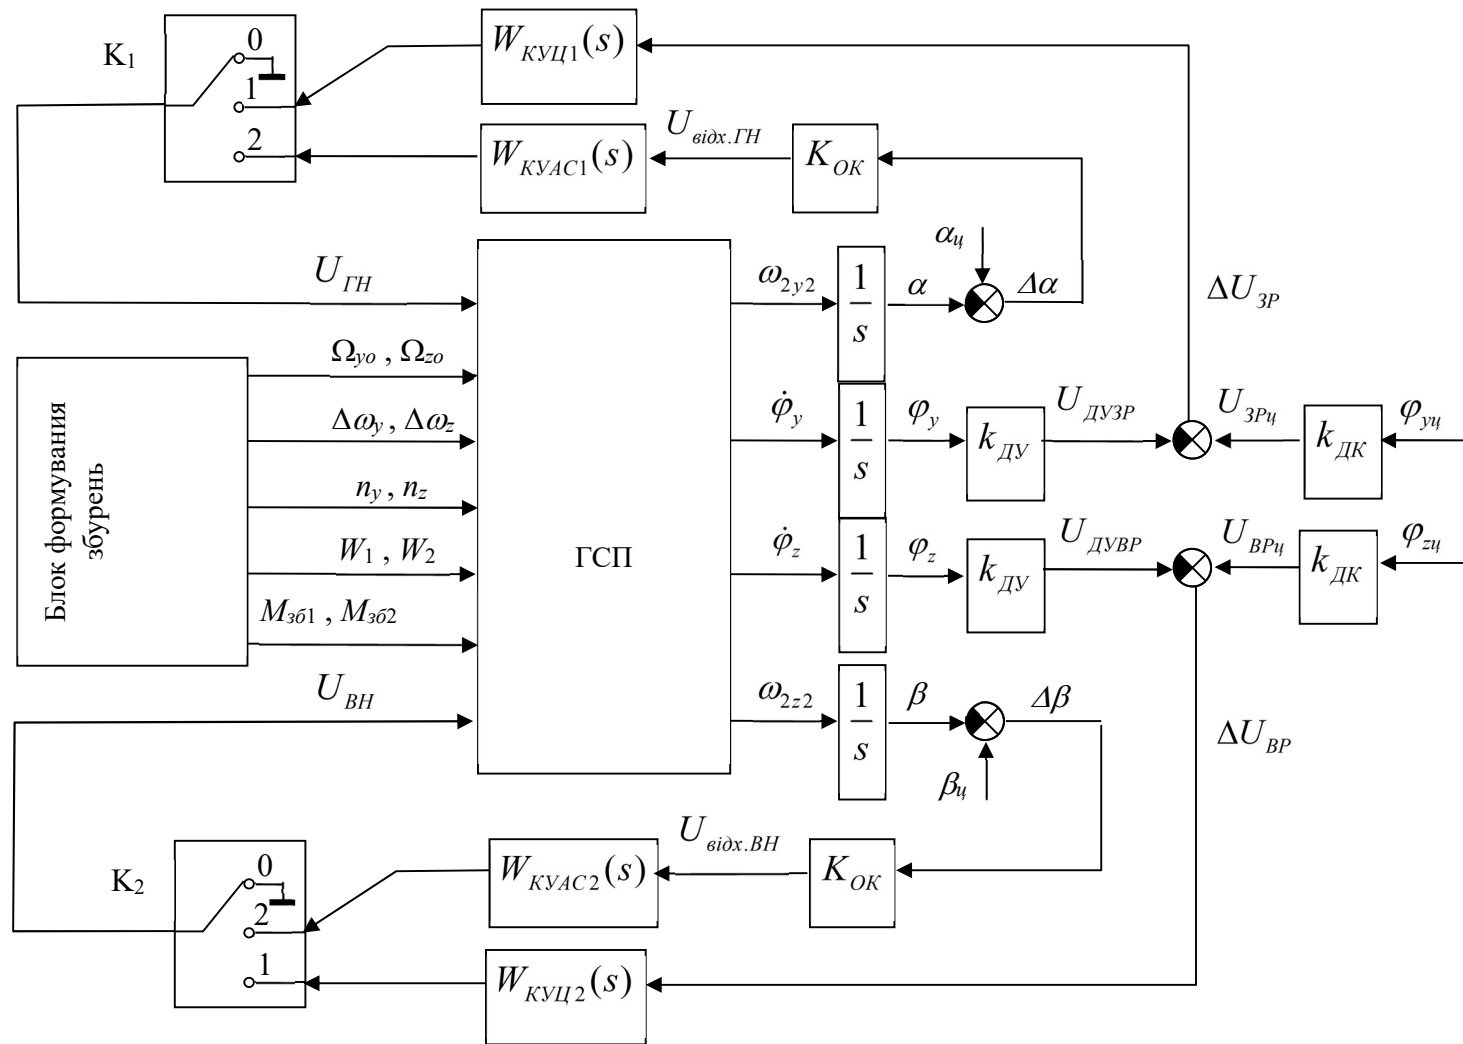 K₁
0
1
2
W_КУЦ1(s)
W_КУАС1(s)
U_відх.ГН
K_ОК
α_ц
U_ГН
ω_2y2
1/s
α
Δα
ΔU_ЗР
Блок формування
збурень
Ω_yo , Ω_zo
Δω_y, Δω_z
n_y , n_z
W₁ , W₂
M_зб1 , M_зб2
ГСП
φ̇_y
1/s
φ_y
k_ДУ
U_ДУЗР
U_ЗРц
k_ДК
φ_yц
φ̇_z
1/s
φ_z
k_ДУ
U_ДУВР
U_ВРц
k_ДК
φ_zц
U_ВН
ω_2z2
1/s
β
Δβ
β_ц
ΔU_ВР
K₂
0
2
1
W_КУАС2(s)
U_відх.ВН
K_ОК
W_КУЦ2(s)